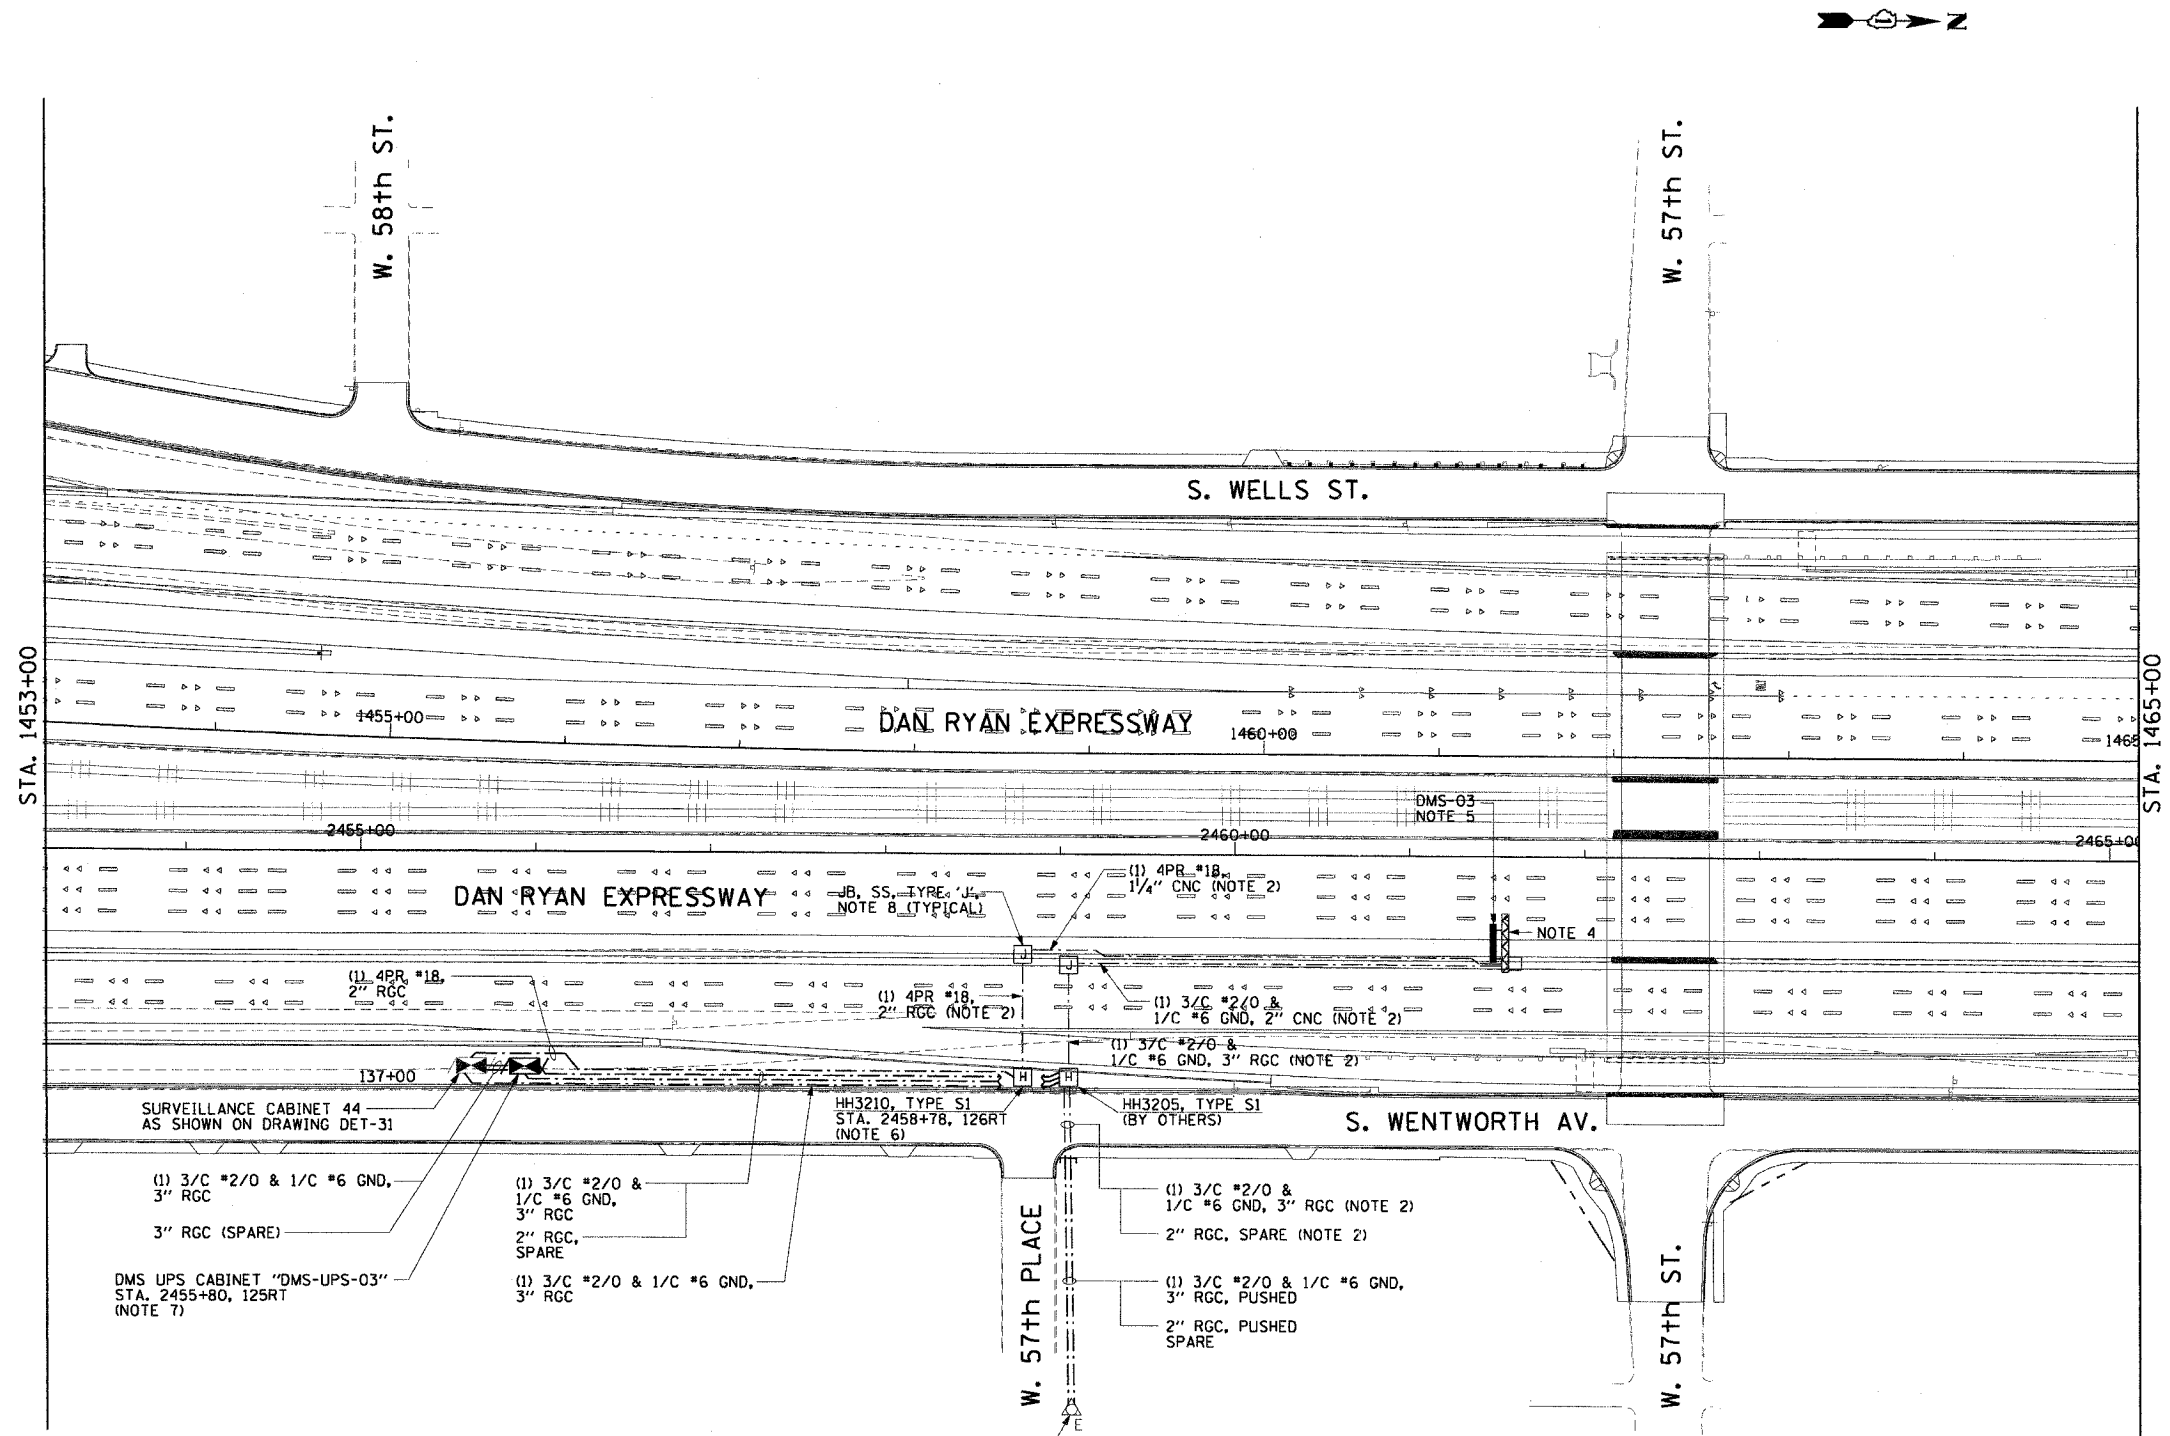 N
W. 58th ST.
W. 57th ST.
S. WELLS ST.
STA. 1453+00
STA. 1465+00
1455+00
DAN RYAN EXPRESSWAY
1460+00
1465
DMS-03
NOTE 5
2455+00
2460+00
2465+00
DAN RYAN EXPRESSWAY
JB, SS, TYPE 'J',
NOTE 8 (TYPICAL)
(1) 4PR #18,
1¼" CNC (NOTE 2)
NOTE 4
J
J
(1) 4PR #18,
2" RGC
(1) 4PR #18,
2" RGC (NOTE 2)
(1) 3/C #2/0 &
1/C #6 GND, 2" CNC (NOTE 2)
(1) 3/C #2/0 &
1/C #6 GND, 3" RGC (NOTE 2)
137+00
H
H
SURVEILLANCE CABINET 44
AS SHOWN ON DRAWING DET-31
HH3210, TYPE S1
STA. 2458+78, 126RT
(NOTE 6)
HH3205, TYPE S1
(BY OTHERS)
S. WENTWORTH AV.
(1) 3/C #2/0 & 1/C #6 GND,
3" RGC
3" RGC (SPARE)
DMS UPS CABINET "DMS-UPS-03"
STA. 2455+80, 125RT
(NOTE 7)
(1) 3/C #2/0 &
1/C #6 GND,
3" RGC
2" RGC,
SPARE
(1) 3/C #2/0 & 1/C #6 GND,
3" RGC
W. 57th PLACE
(1) 3/C #2/0 &
1/C #6 GND, 3" RGC (NOTE 2)
2" RGC, SPARE (NOTE 2)
(1) 3/C #2/0 & 1/C #6 GND,
3" RGC, PUSHED
2" RGC, PUSHED
SPARE
W. 57th ST.
E